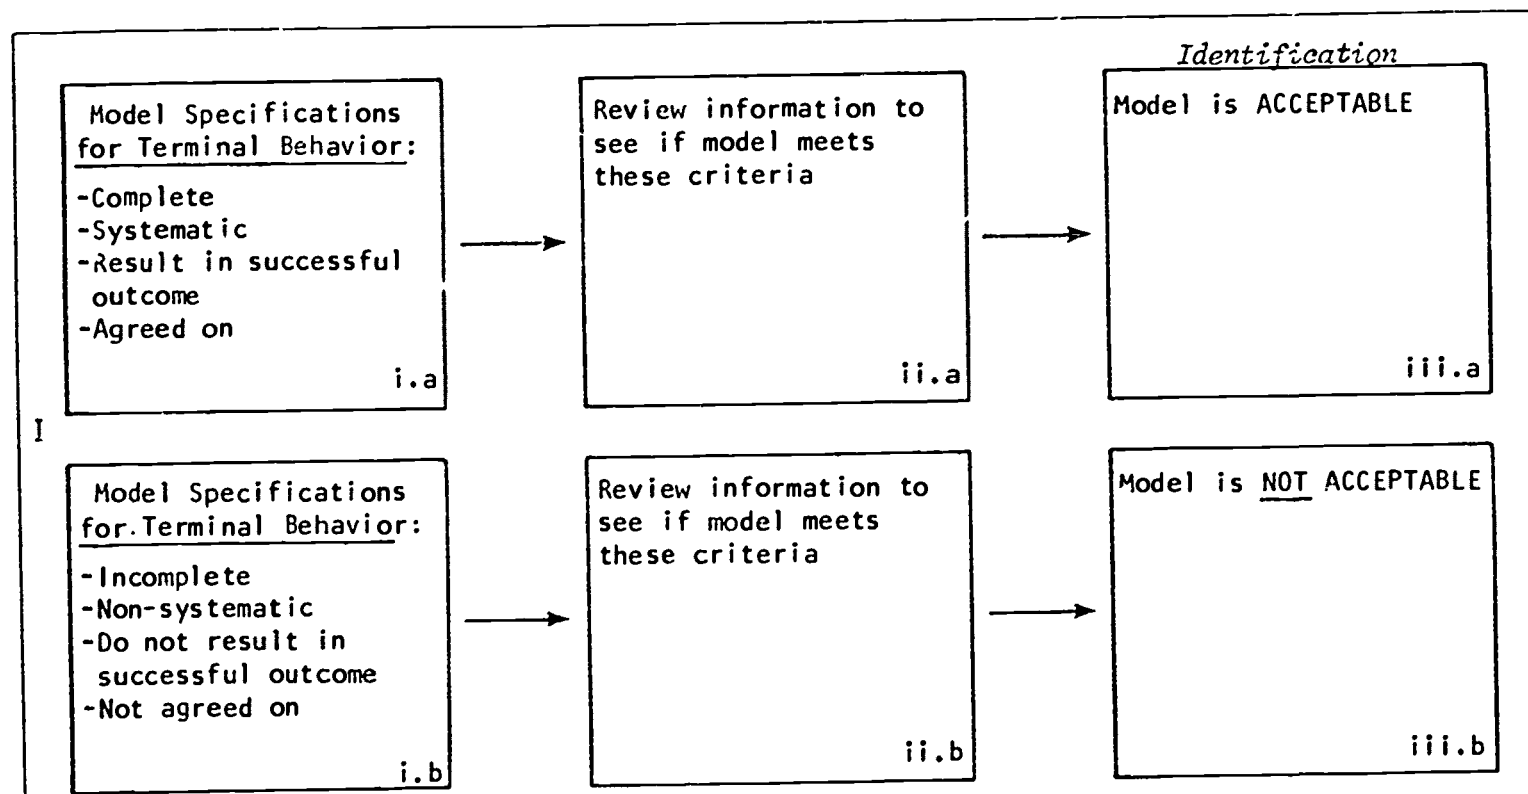 Identification
Model Specifications
for Terminal Behavior:
-Complete
-Systematic
-Result in successful
outcome
-Agreed on
i.a
Review information to
see if model meets
these criteria
ii.a
Model is ACCEPTABLE
iii.a
I
Model Specifications
for.Terminal Behavior:
-Incomplete
-Non-systematic
-Do not result in
successful outcome
-Not agreed on
i.b
Review information to
see if model meets
these criteria
ii.b
Model is NOT ACCEPTABLE
iii.b